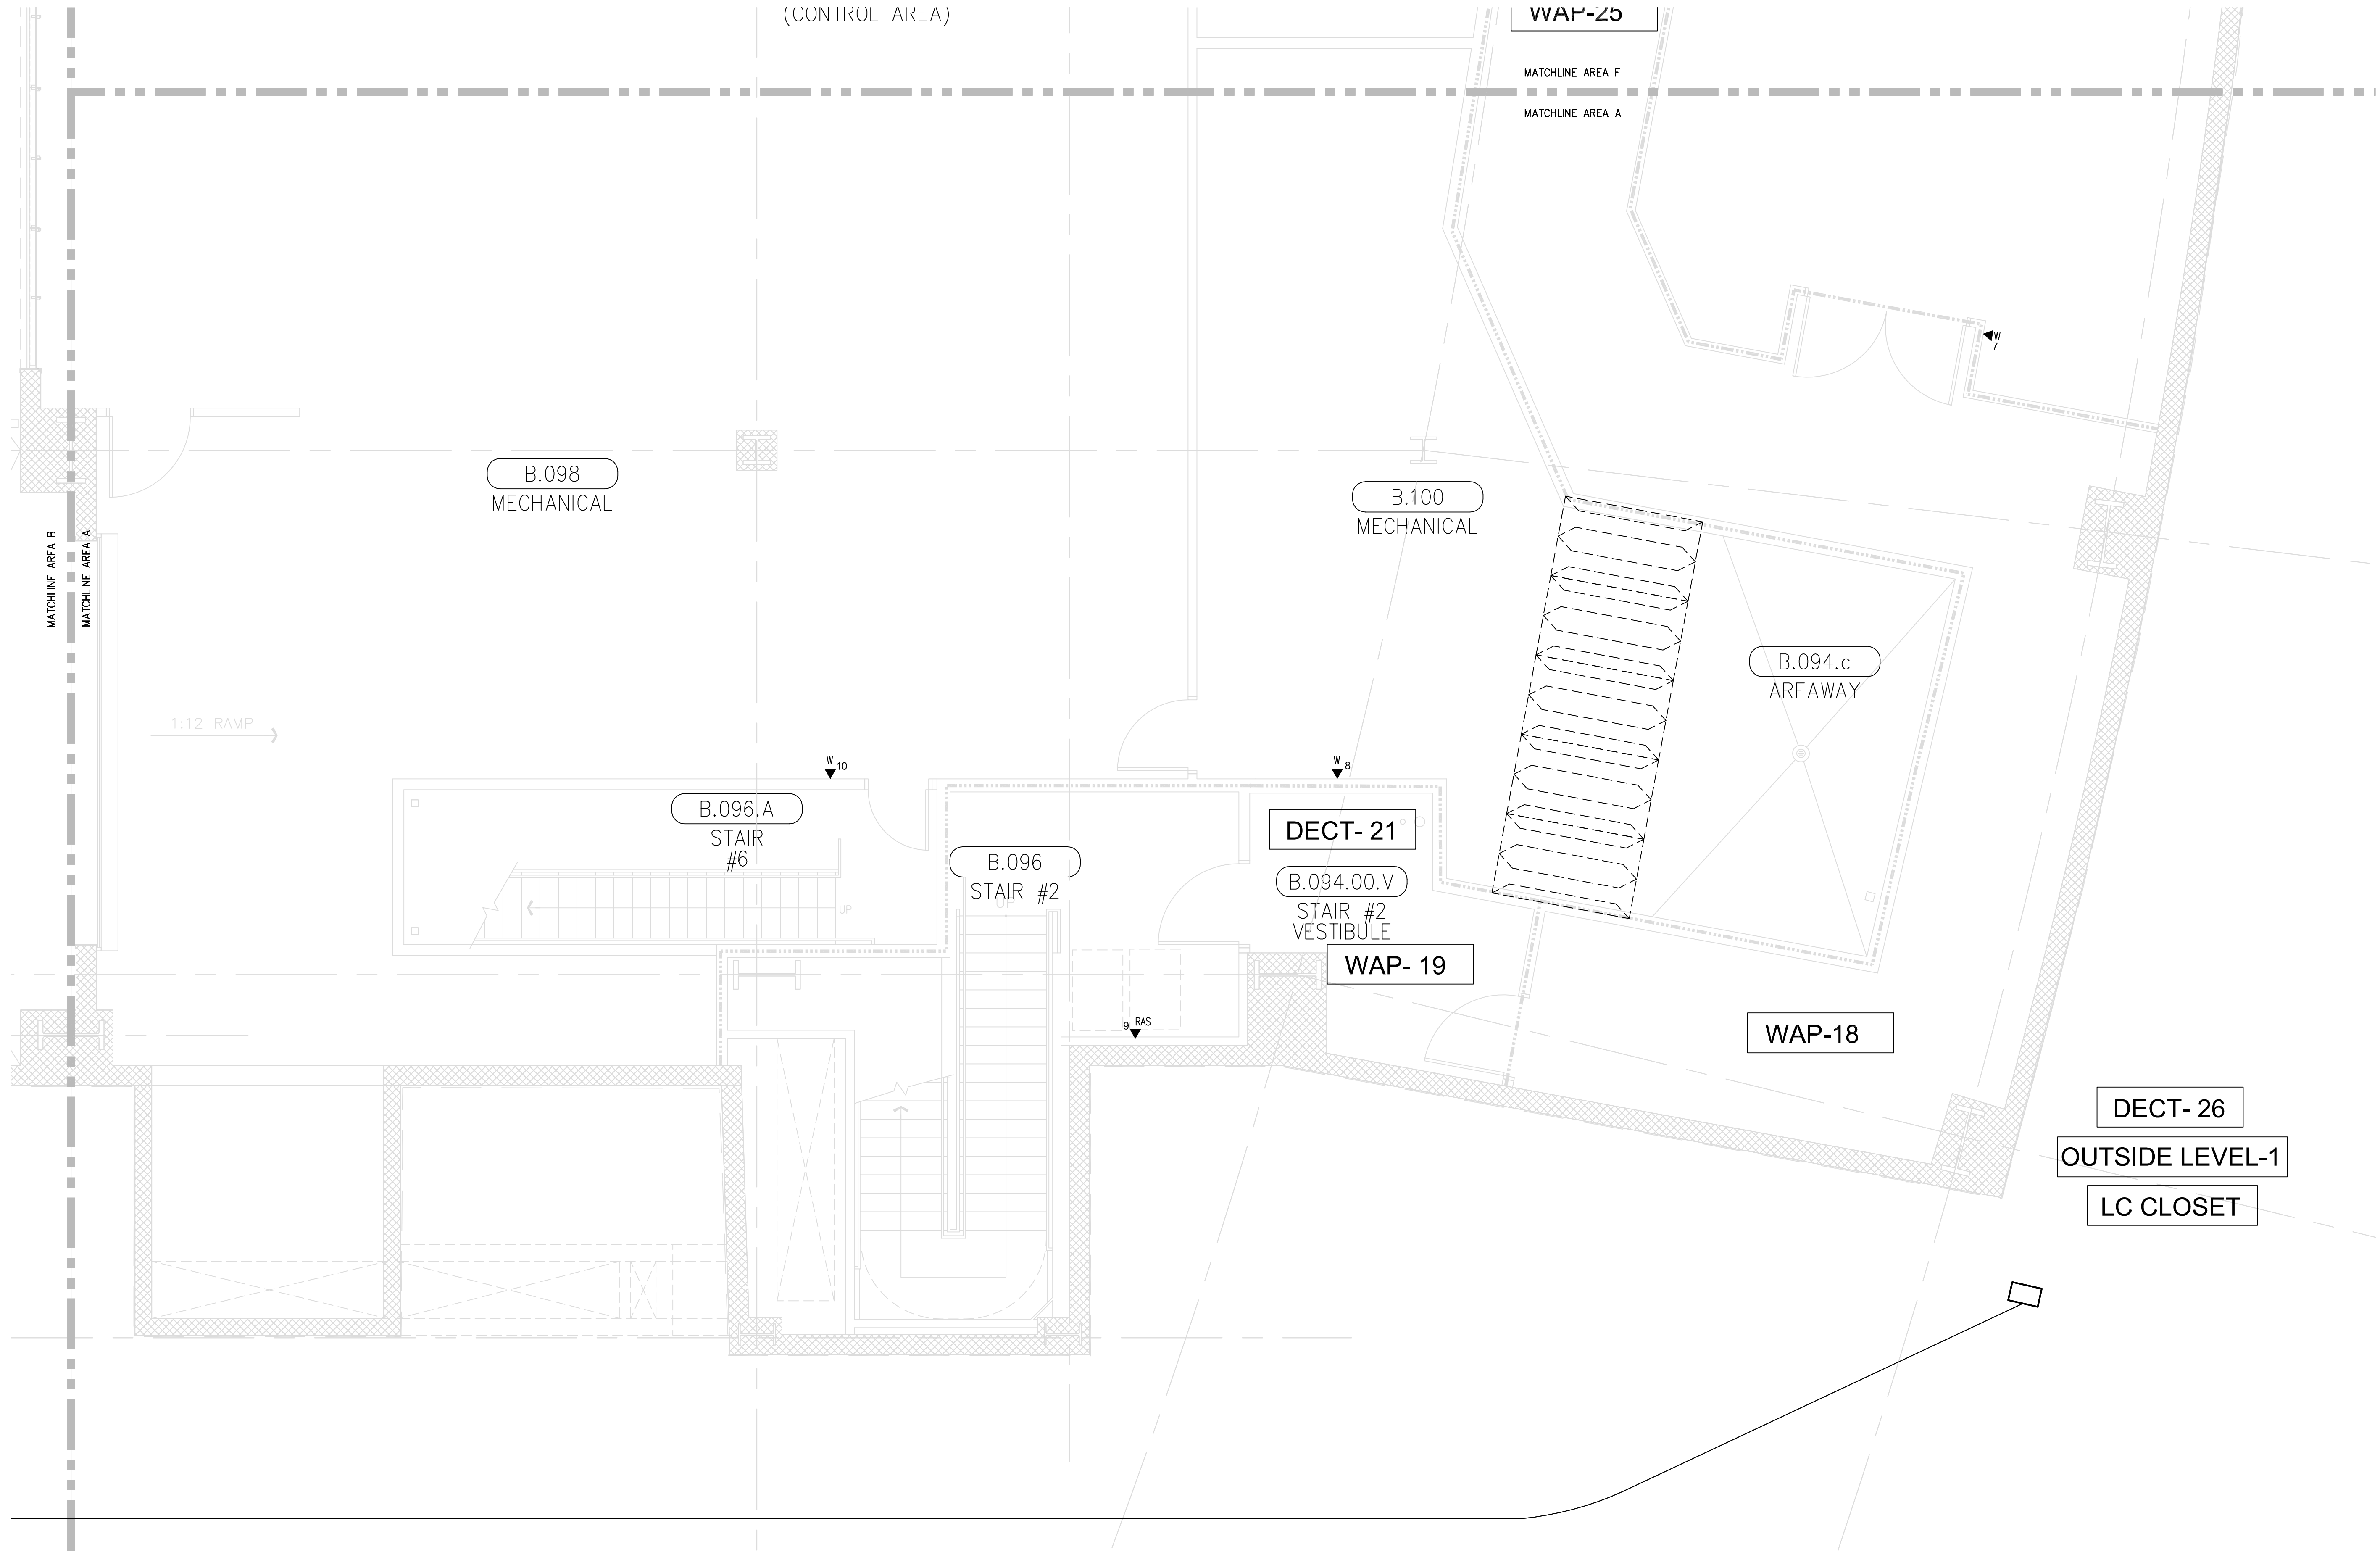 (CONTROL AREA)
WAP-25
MATCHLINE AREA F
MATCHLINE AREA A
W
7
B.098
MECHANICAL
B.100
MECHANICAL
MATCHLINE AREA B
MATCHLINE AREA A
B.094.c
AREAWAY
1:12 RAMP
W
10
W
8
B.096.A
STAIR
#6
DECT- 21
B.096
STAIR #2
UP
UP
B.094.00.V
STAIR #2
VESTIBULE
WAP- 19
9
RAS
WAP-18
DECT- 26
OUTSIDE LEVEL-1
LC CLOSET